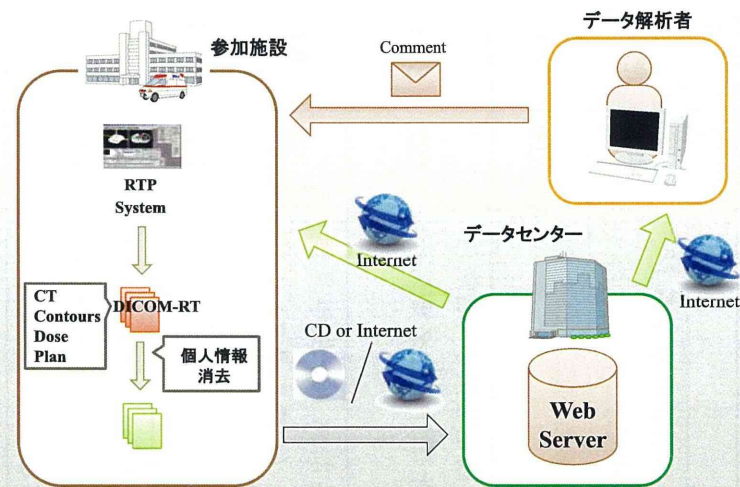 参加施設
データ解析者
Comment
RTP
System
データセンター
Internet
Internet
CT
Contours
Dose
Plan
DICOM-RT
個人情報
消去
CD or Internet
Web
Server